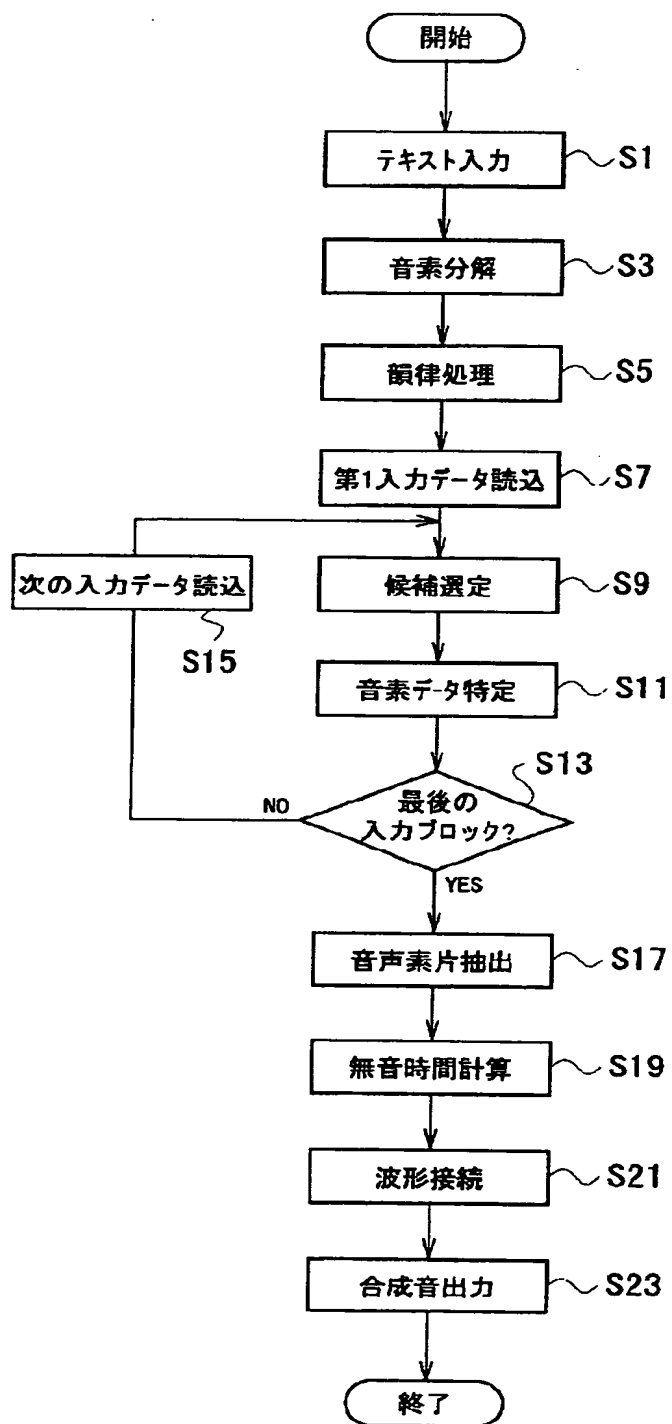 開始
テキスト入力 S1
音素分解 S3
韻律処理 S5
第1入力データ読込 S7
次の入力データ読込
S15
候補選定 S9
音素データ特定 S11
S13
最後の
入力ブロック?
NO
YES
音声素片抽出 S17
無音時間計算 S19
波形接続 S21
合成音出力 S23
終了